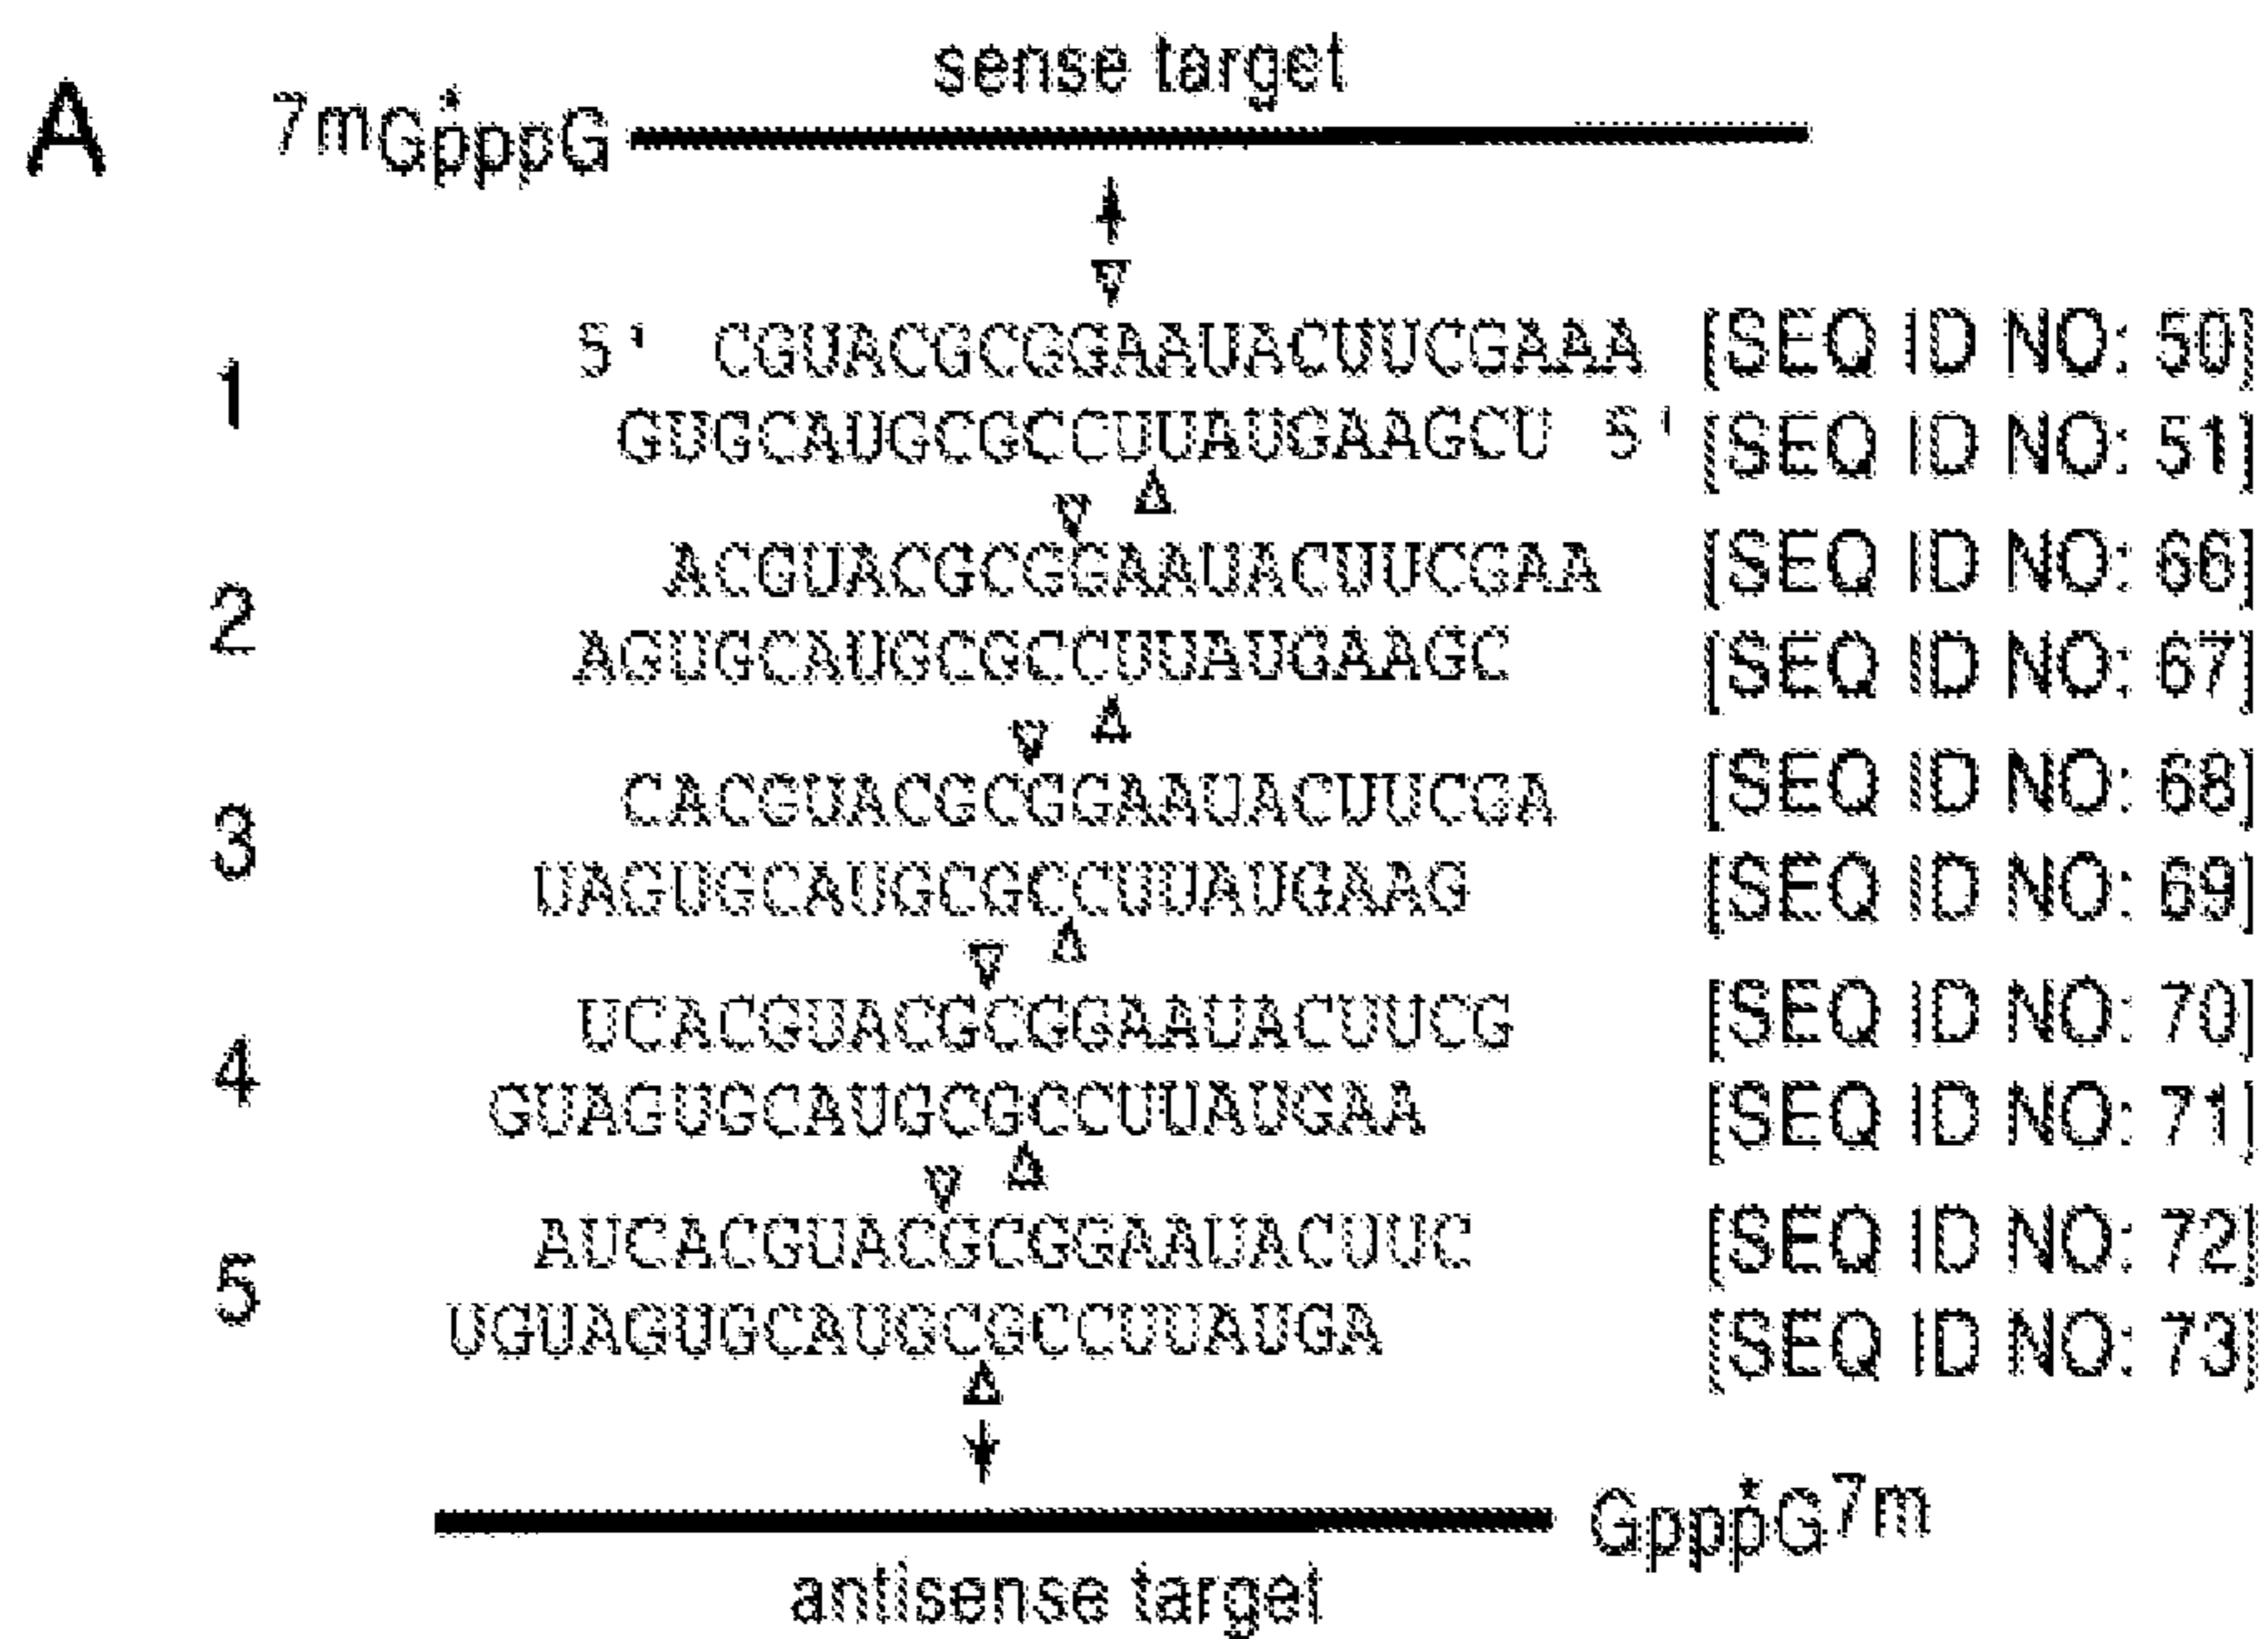 A
sense target
7mGpppG
5' CGUACGCGGAAUACUUCGAAA [SEQ ID NO: 50]
1
GUGCAUGCGCCUUAUGAAGCU 5' [SEQ ID NO: 51]
ACGUACGCGGAAUACUUCGAA [SEQ ID NO: 66]
2
AGUGCAUGCGCCUUAUGAAGC [SEQ ID NO: 67]
CACGUACGCGGAAUACUUCGA [SEQ ID NO: 68]
3
UAGUGCAUGCGCCUUAUGAAG [SEQ ID NO: 69]
UCACGUACGCGGAAUACUUCG [SEQ ID NO: 70]
4
GUAGUGCAUGCGCCUUAUGAA [SEQ ID NO: 71]
AUCACGUACGCGGAAUACUUC [SEQ ID NO: 72]
5
UGUAGUGCAUGCGCCUUAUGA [SEQ ID NO: 73]
GpppG7m
antisense target